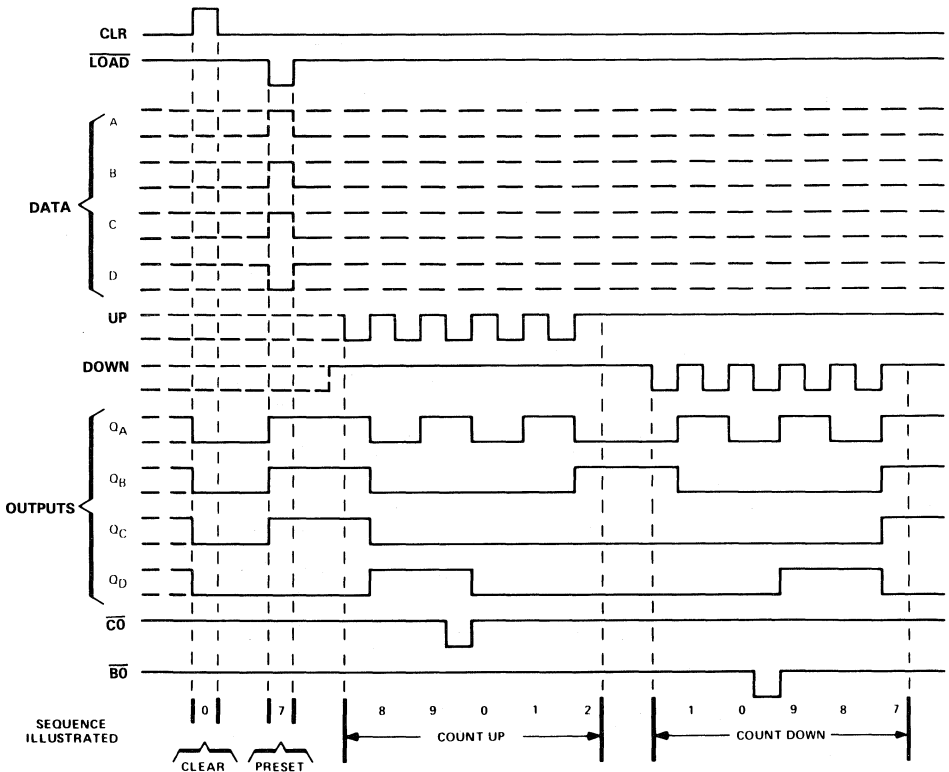 CLR
LOAD
A
B
DATA
C
D
UP
DOWN
QA
QB
OUTPUTS
QC
QD
CO
BO
SEQUENCE
ILLUSTRATED
0 7 8 9 0 1 2 1 0 9 8 7
COUNT UP COUNT DOWN
CLEAR PRESET